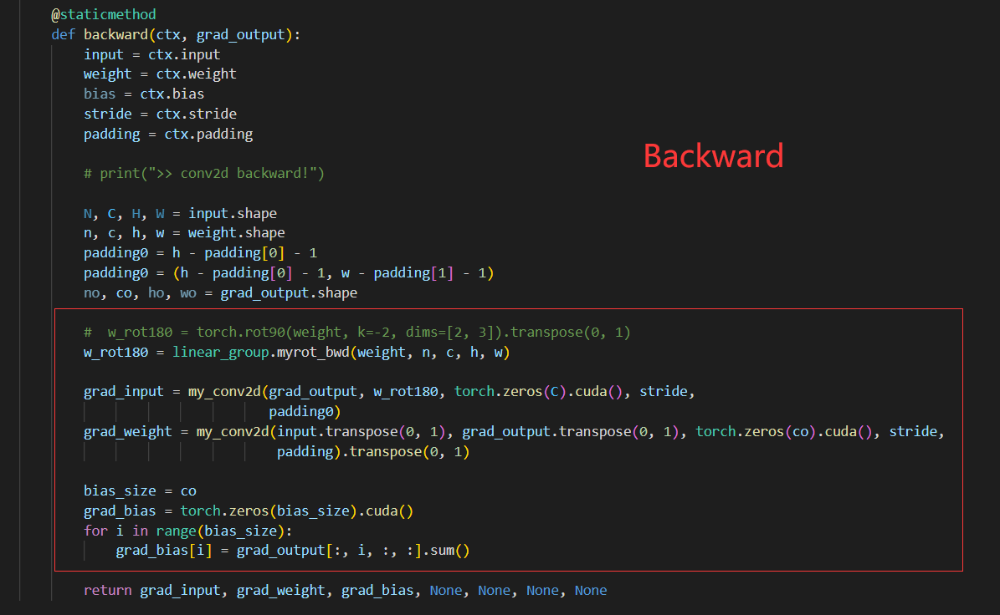 @staticmethod
def backward(ctx, grad_output):
    input = ctx.input
    weight = ctx.weight
    bias = ctx.bias
    stride = ctx.stride
    padding = ctx.padding
Backward
    # print(">> conv2d backward!")
    N, C, H, W = input.shape
    n, c, h, w = weight.shape
    padding0 = h - padding[0] - 1
    padding0 = (h - padding[0] - 1, w - padding[1] - 1)
    no, co, ho, wo = grad_output.shape
    #  w_rot180 = torch.rot90(weight, k=-2, dims=[2, 3]).transpose(0, 1)
    w_rot180 = linear_group.myrot_bwd(weight, n, c, h, w)
    grad_input = my_conv2d(grad_output, w_rot180, torch.zeros(C).cuda(), stride,
                           padding0)
    grad_weight = my_conv2d(input.transpose(0, 1), grad_output.transpose(0, 1), torch.zeros(co).cuda(), stride,
                            padding).transpose(0, 1)
    bias_size = co
    grad_bias = torch.zeros(bias_size).cuda()
    for i in range(bias_size):
        grad_bias[i] = grad_output[:, i, :, :].sum()
    return grad_input, grad_weight, grad_bias, None, None, None, None